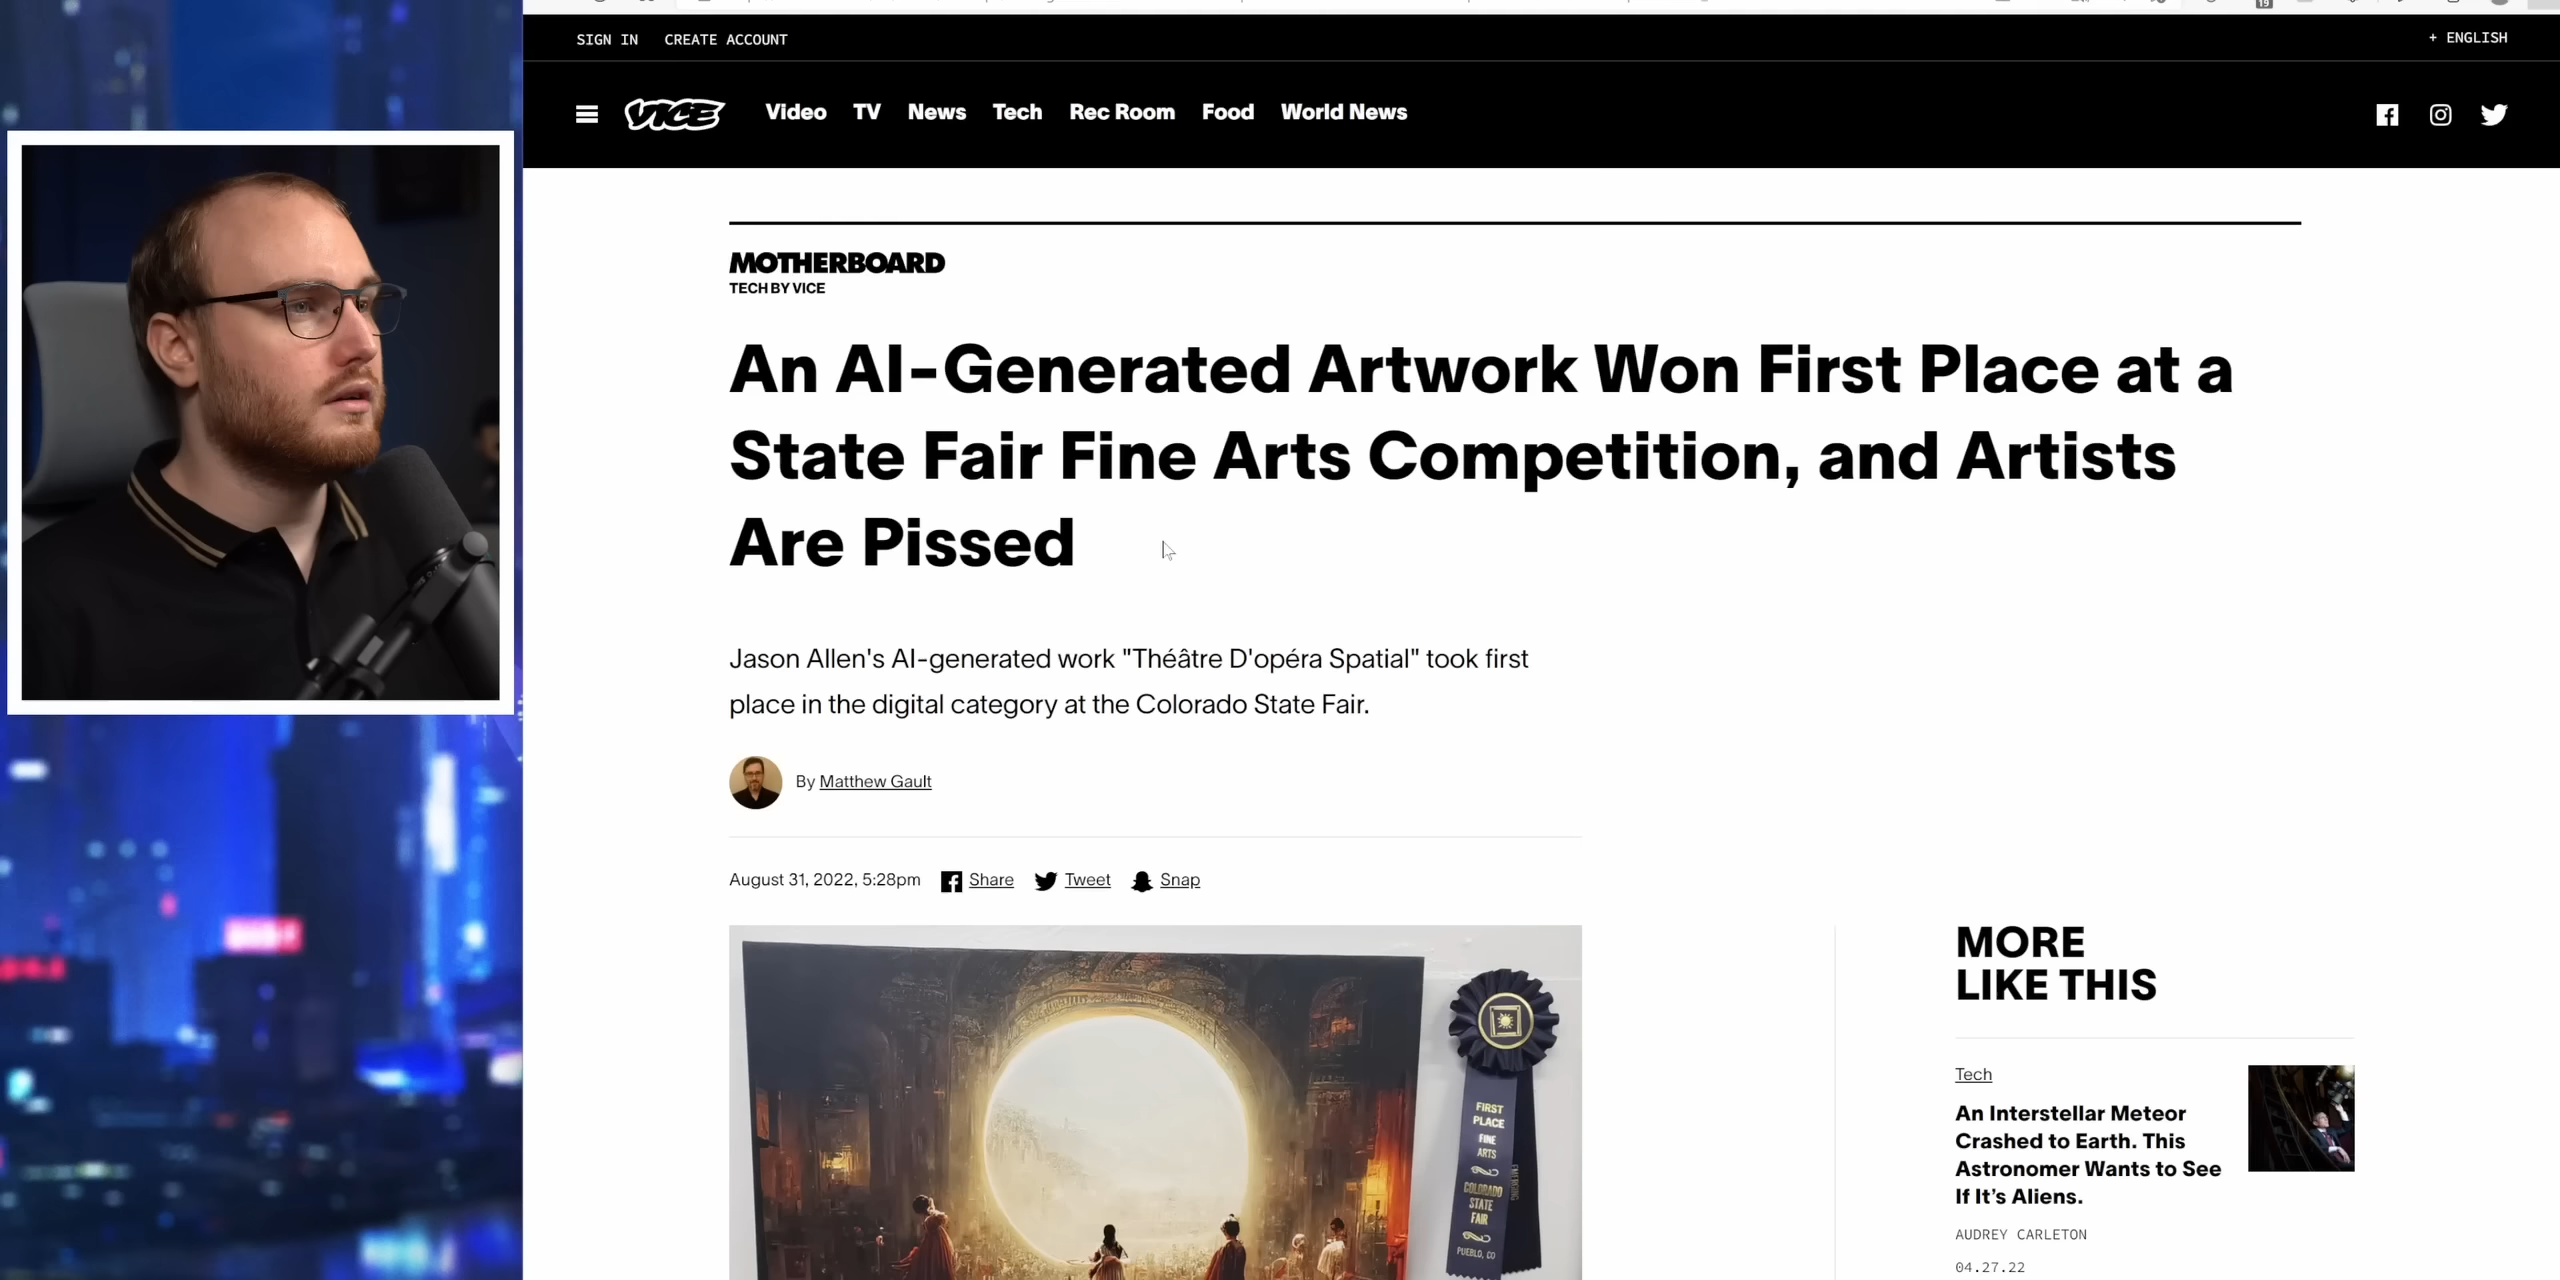 19
SIGN IN CREATE ACCOUNT
+ ENGLISH
VICE Video TV News Tech Rec Room Food World News
MOTHERBOARD
TECH BY VICE
An AI-Generated Artwork Won First Place at a
State Fair Fine Arts Competition, and Artists
Are Pissed
Jason Allen's AI-generated work "Théâtre D'opéra Spatial" took first
place in the digital category at the Colorado State Fair.
By Matthew Gault
August 31, 2022, 5:28pm Share Tweet Snap
FIRST
PLACE
FINE
ARTS
COLORADO
STATE
FAIR
PUEBLO, CO
EMERGING
MORE
LIKE THIS
Tech
An Interstellar Meteor
Crashed to Earth. This
Astronomer Wants to See
If It’s Aliens.
AUDREY CARLETON
04.27.22